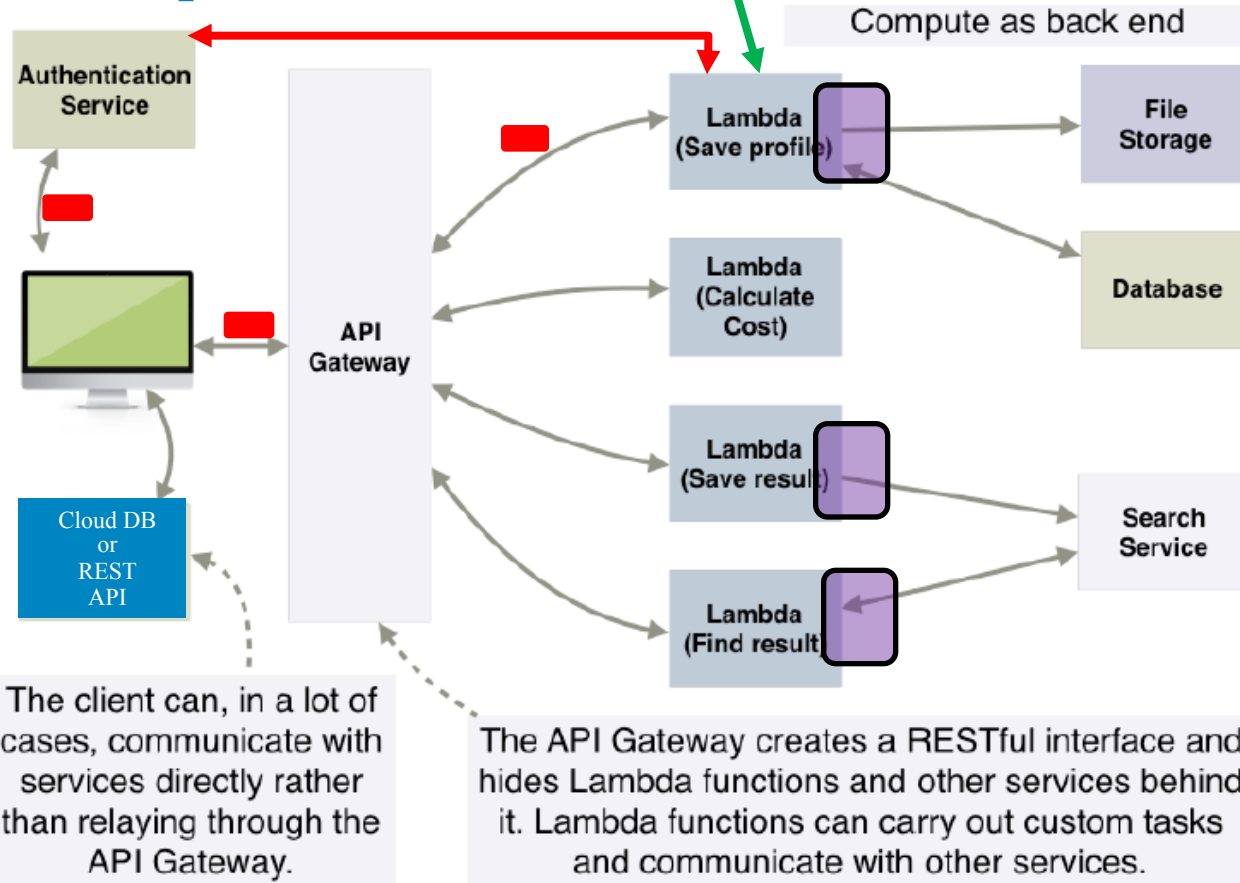 Compute as back end
Authentication
Service
Lambda
(Save profile)
File
Storage
Lambda
(Calculate
Cost)
Database
API
Gateway
Lambda
(Save result)
Search
Service
Cloud DB
or
REST
API
Lambda
(Find result)
The client can, in a lot of
cases, communicate with
services directly rather
than relaying through the
API Gateway.
The API Gateway creates a RESTful interface and
hides Lambda functions and other services behind
it. Lambda functions can carry out custom tasks
and communicate with other services.